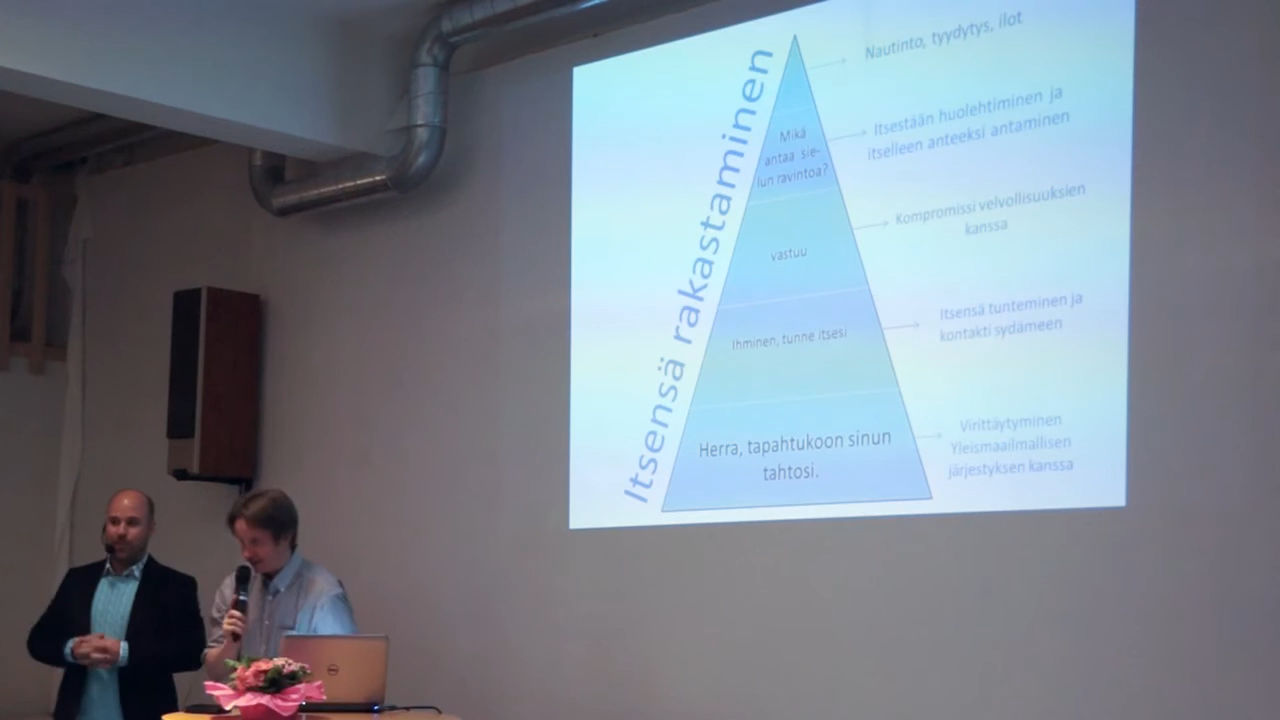 Itsensä rakastaminen
Nautinto, tyydytys, ilot
Mikä
antaa sie-
lun ravintoa?
Itsestään huolehtiminen ja
itselleen anteeksi antaminen
vastuu
Kompromissi velvollisuuksien
kanssa
Ihminen, tunne itsesi
Itsensä tunteminen ja
kontakti sydämeen
Herra, tapahtukoon sinun
tahtosi.
Virittäytyminen
Yleismaailmallisen
järjestyksen kanssa
DELL